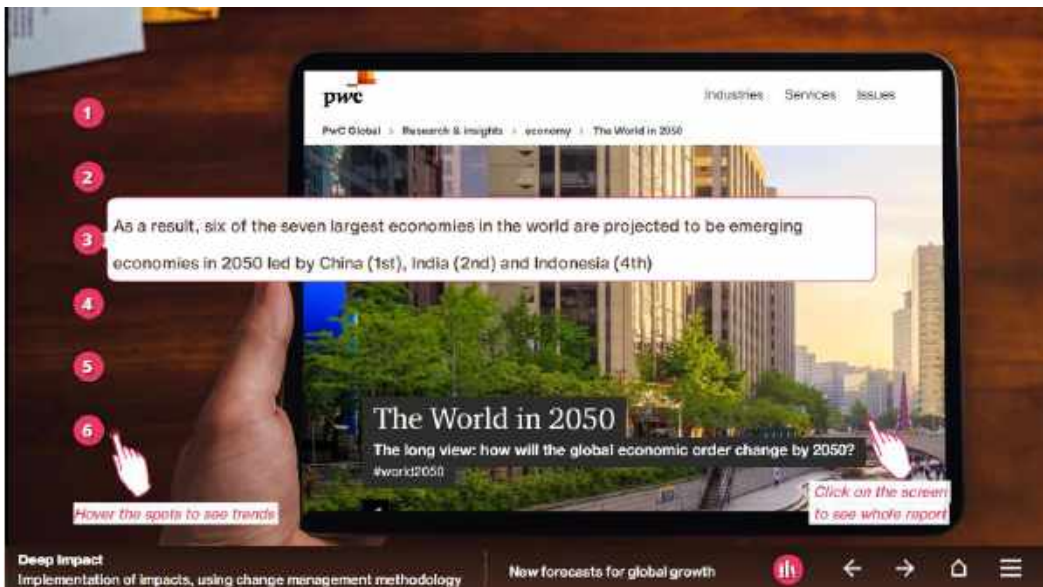 pwc
Industries Services Issues
PwC Global > Research & insights > economy > The World in 2050
1
2
3
As a result, six of the seven largest economies in the world are projected to be emerging
economies in 2050 led by China (1st), India (2nd) and Indonesia (4th)
4
5
6
The World in 2050
The long view: how will the global economic order change by 2050?
#world2050
Hover the spots to see trends
Click on the screen
to see whole report
Deep Impact
Implementation of impacts, using change management methodology
New forecasts for global growth